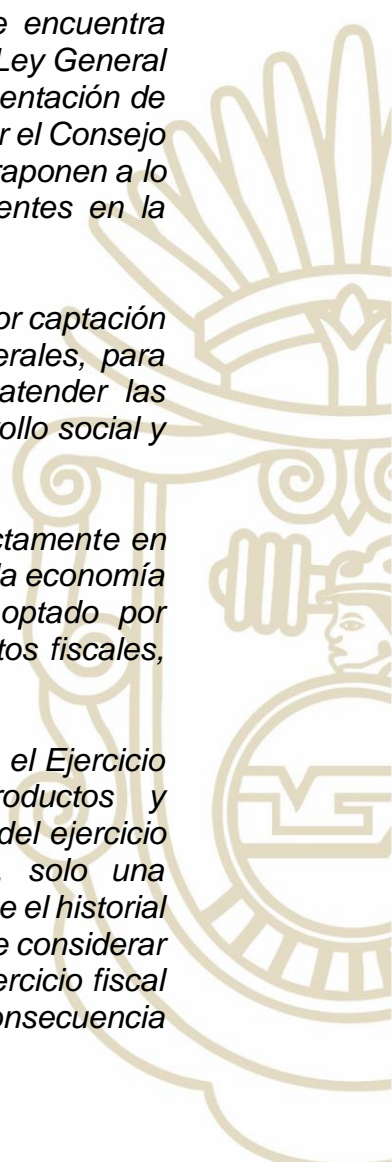 e encuentra
Ley General
entación de
r el Consejo
raponen a lo
entes en la
or captación
erales, para
atender las
ollo social y
ctamente en
la economía
optado por
tos fiscales,
el Ejercicio
roductos y
del ejercicio
, solo una
e el historial
e considerar
ercicio fiscal
onsecuencia